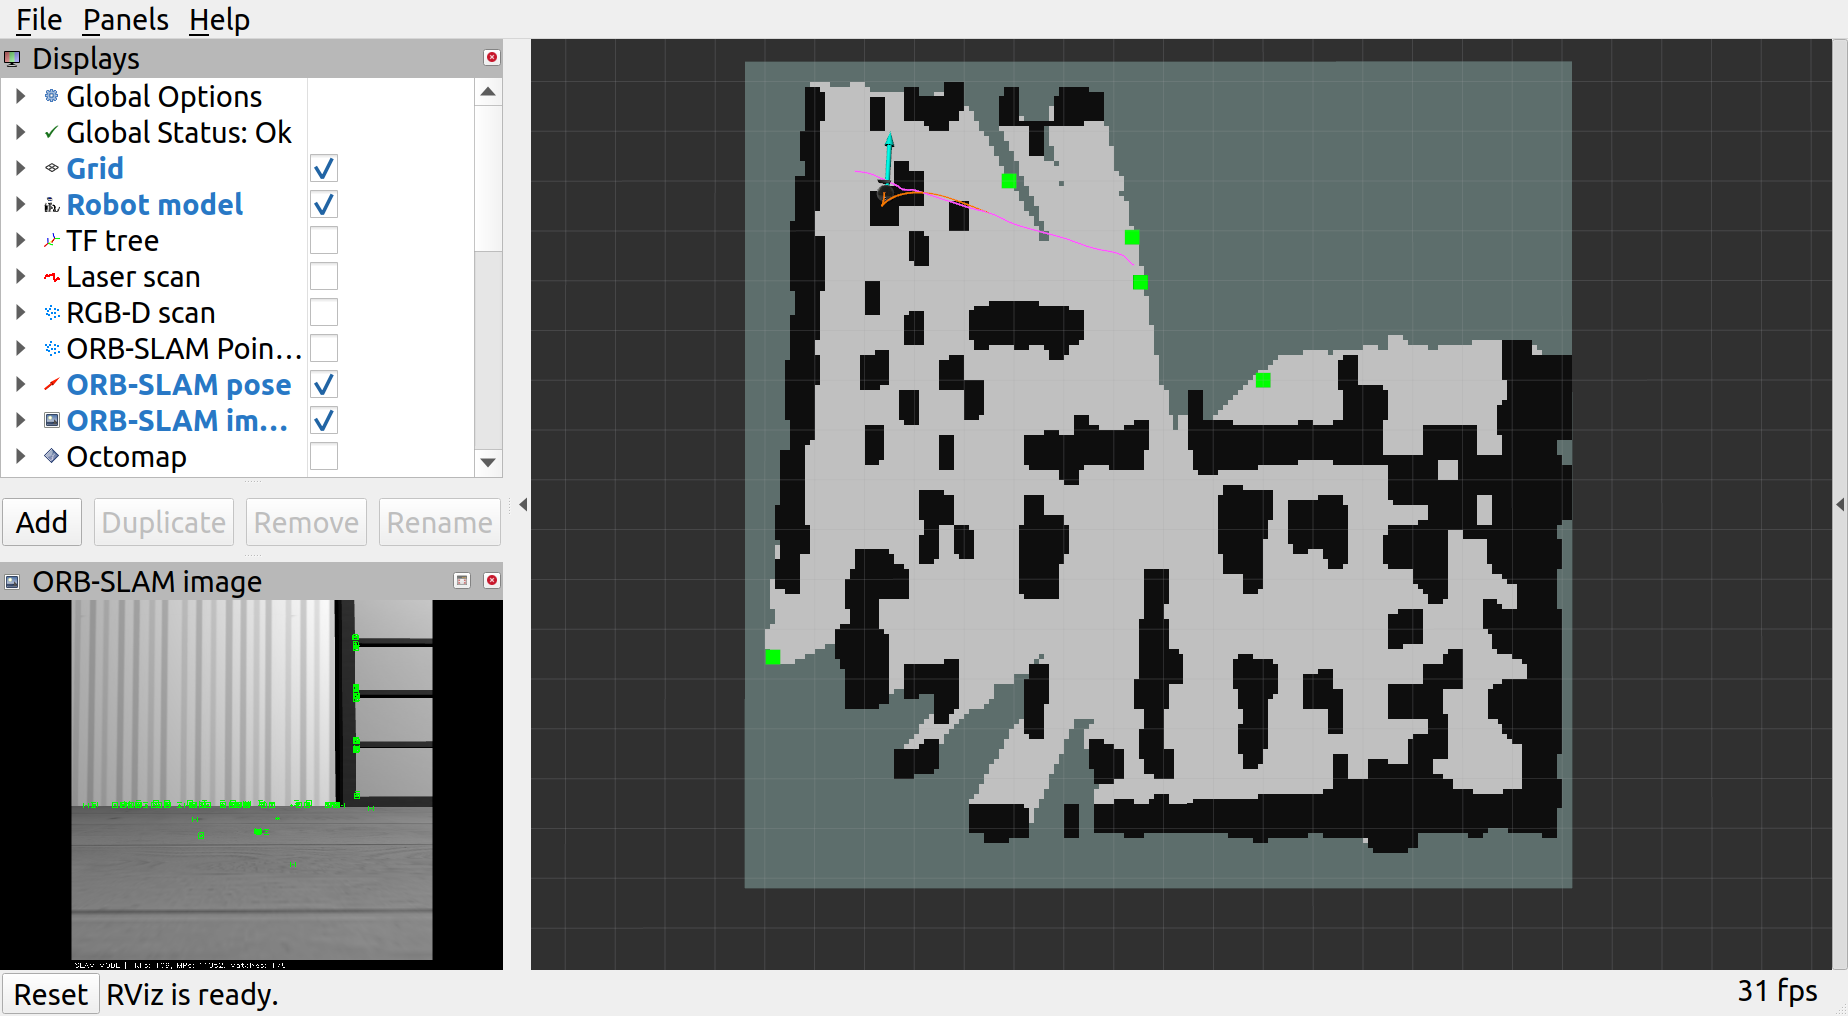 File Panels Help
Displays
Global Options
Global Status: Ok
Grid
Robot model
TF tree
Laser scan
RGB-D scan
ORB-SLAM Poin...
ORB-SLAM pose
ORB-SLAM im...
Octomap
Add Duplicate Remove Rename
ORB-SLAM image
SLAM MODE |
Reset RViz is ready.
31 fps